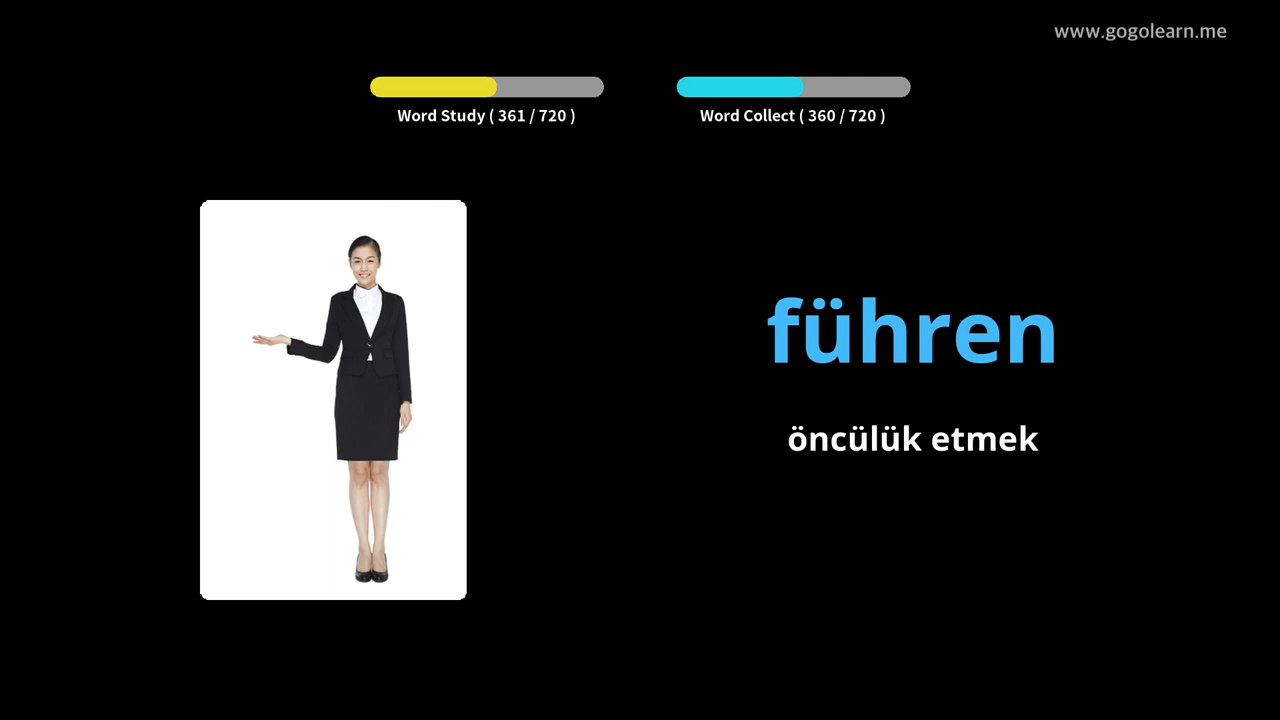 www.gogolearn.me
Word Study ( 361 / 720 )
Word Collect ( 360 / 720 )
führen
öncülük etmek